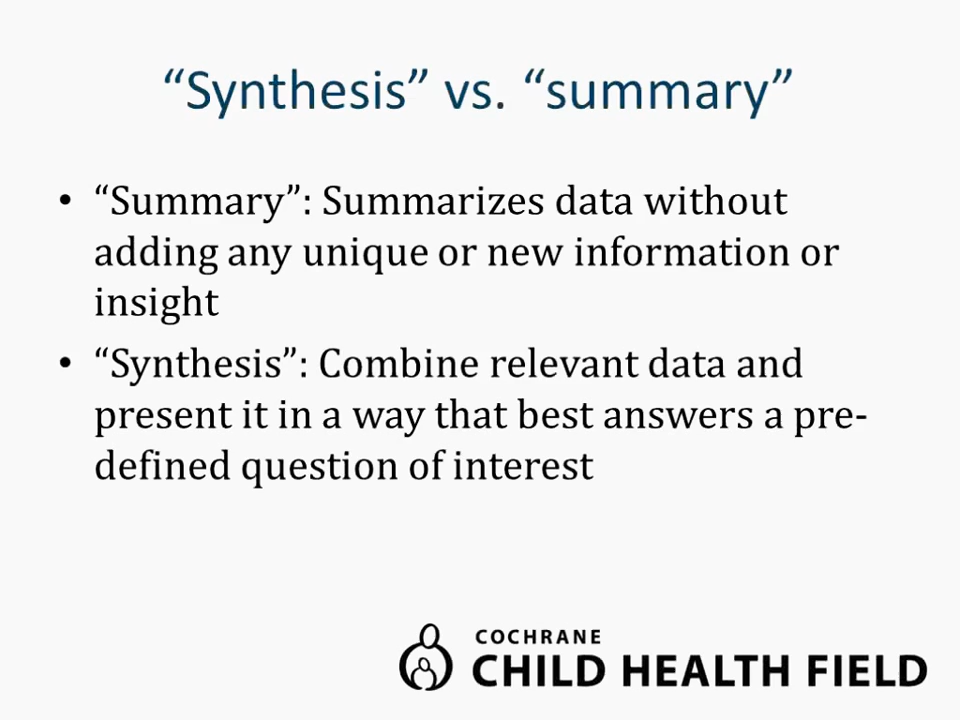 “Synthesis” vs. “summary”
• “Summary”: Summarizes data without
adding any unique or new information or
insight
• “Synthesis”: Combine relevant data and
present it in a way that best answers a pre-
defined question of interest
COCHRANE
CHILD HEALTH FIELD